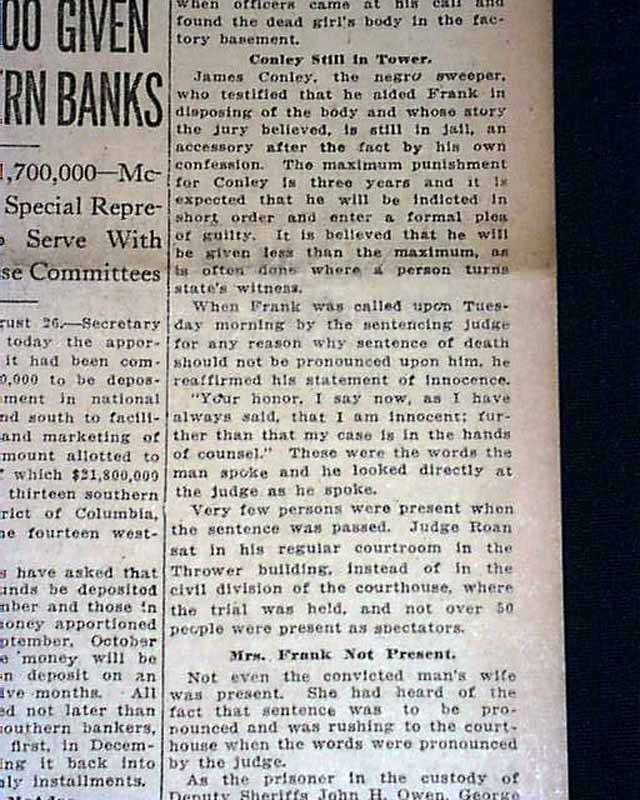 00 GIVEN
RN BANKS
1,700,000—Mc-
Special Repre-
Serve With
se Committees
rust 26.—Secretary
today the appor-
it had been com-
0,000 to be depos-
ment in national
nd south to facili-
and marketing of
mount allotted to
which $21,800,000
thirteen southern
rict of Columbia,
he fourteen west-
s have asked that
unds be deposited
mber and those in
money apportioned
ptember, October
e money will be
n deposit on an
ive months. All
ed not later than
southern bankers,
first, in Decem-
ng it back into
hly installments.
when officers came at his call and
found the dead girl's body in the fac-
tory basement.
Conley Still in Tower.
James Conley, the negro sweeper,
who testified that he aided Frank in
disposing of the body and whose story
the jury believed, is still in jail, an
accessory after the fact by his own
confession. The maximum punishment
for Conley is three years and it is
expected that he will be indicted in
short order and enter a formal plea
of guilty. It is believed that he will
be given less than the maximum, as
is often done where a person turns
state's witness.
When Frank was called upon Tues-
day morning by the sentencing judge
for any reason why sentence of death
should not be pronounced upon him, he
reaffirmed his statement of innocence.
"Your honor, I say now, as I have
always said, that I am innocent; fur-
ther than that my case is in the hands
of counsel." These were the words the
man spoke and he looked directly at
the judge as he spoke.
Very few persons were present when
the sentence was passed. Judge Roan
sat in his regular courtroom in the
Thrower building, instead of in the
civil division of the courthouse, where
the trial was held, and not over 50
people were present as spectators.
Mrs. Frank Not Present.
Not even the convicted man's wife
was present. She had heard of the
fact that sentence was to be pro-
nounced and was rushing to the court-
house when the words were pronounced
by the judge.
As the prisoner in the custody of
Deputy Sheriffs John H. Owen, George